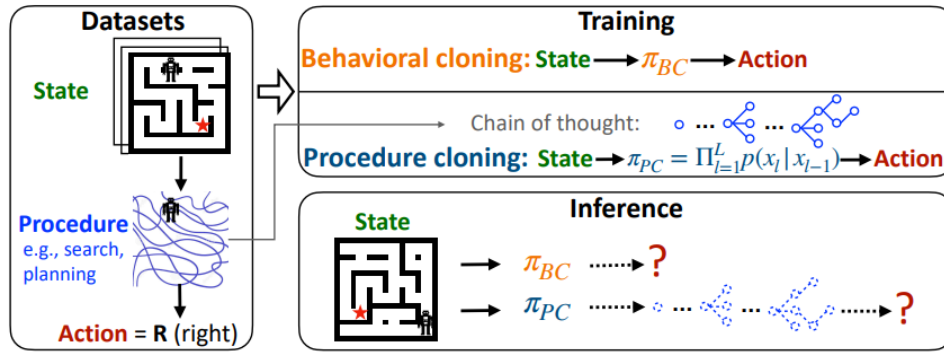 Datasets
State
Procedure
e.g., search,
planning
Action = R (right)
Training
Behavioral cloning: State π_BC Action
Chain of thought: ... ...
Procedure cloning: State π_PC = Π_{l=1}^{L} p(x_l | x_{l-1}) Action
Inference
State
π_BC ?
π_PC ... ... ?